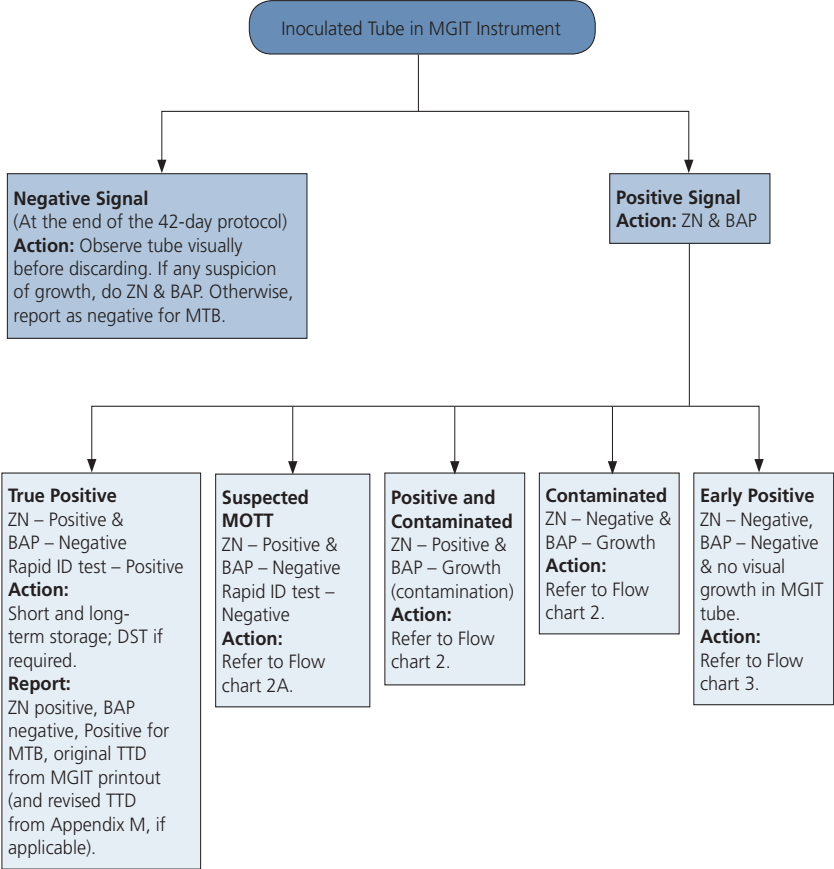 Inoculated Tube in MGIT Instrument
Negative Signal
(At the end of the 42-day protocol)
Action: Observe tube visually
before discarding. If any suspicion
of growth, do ZN & BAP. Otherwise,
report as negative for MTB.
Positive Signal
Action: ZN & BAP
True Positive
ZN – Positive &
BAP – Negative
Rapid ID test – Positive
Action:
Short and long-
term storage; DST if
required.
Report:
ZN positive, BAP
negative, Positive for
MTB, original TTD
from MGIT printout
(and revised TTD
from Appendix M, if
applicable).
Suspected
MOTT
ZN – Positive &
BAP – Negative
Rapid ID test –
Negative
Action:
Refer to Flow
chart 2A.
Positive and
Contaminated
ZN – Positive &
BAP – Growth
(contamination)
Action:
Refer to Flow
chart 2.
Contaminated
ZN – Negative &
BAP – Growth
Action:
Refer to Flow
chart 2.
Early Positive
ZN – Negative,
BAP – Negative
& no visual
growth in MGIT
tube.
Action:
Refer to Flow
chart 3.